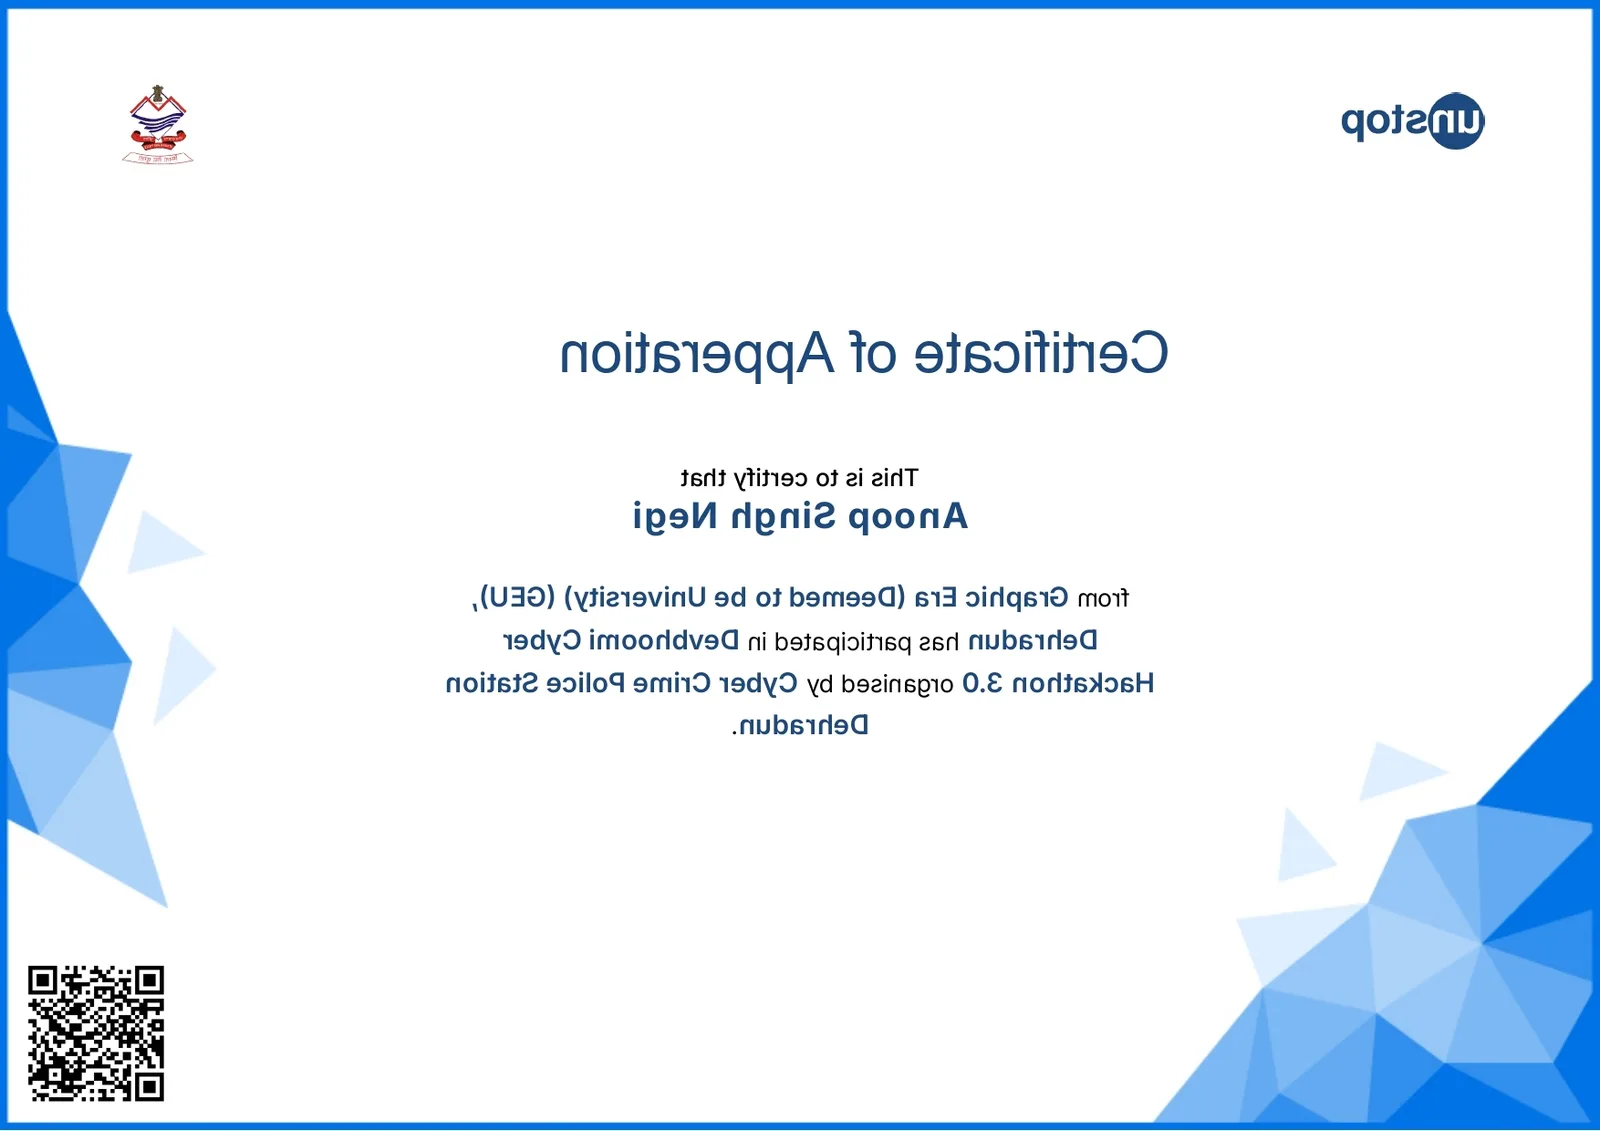 unstop
Certificate of Apperation
This is to certify that
Anoop Singh Negi
from Graphic Era (Deemed to be University) (GEU),
Dehradun has participated in Devbhoomi Cyber
Hackathon 3.0 organised by Cyber Crime Police Station
Dehradun.